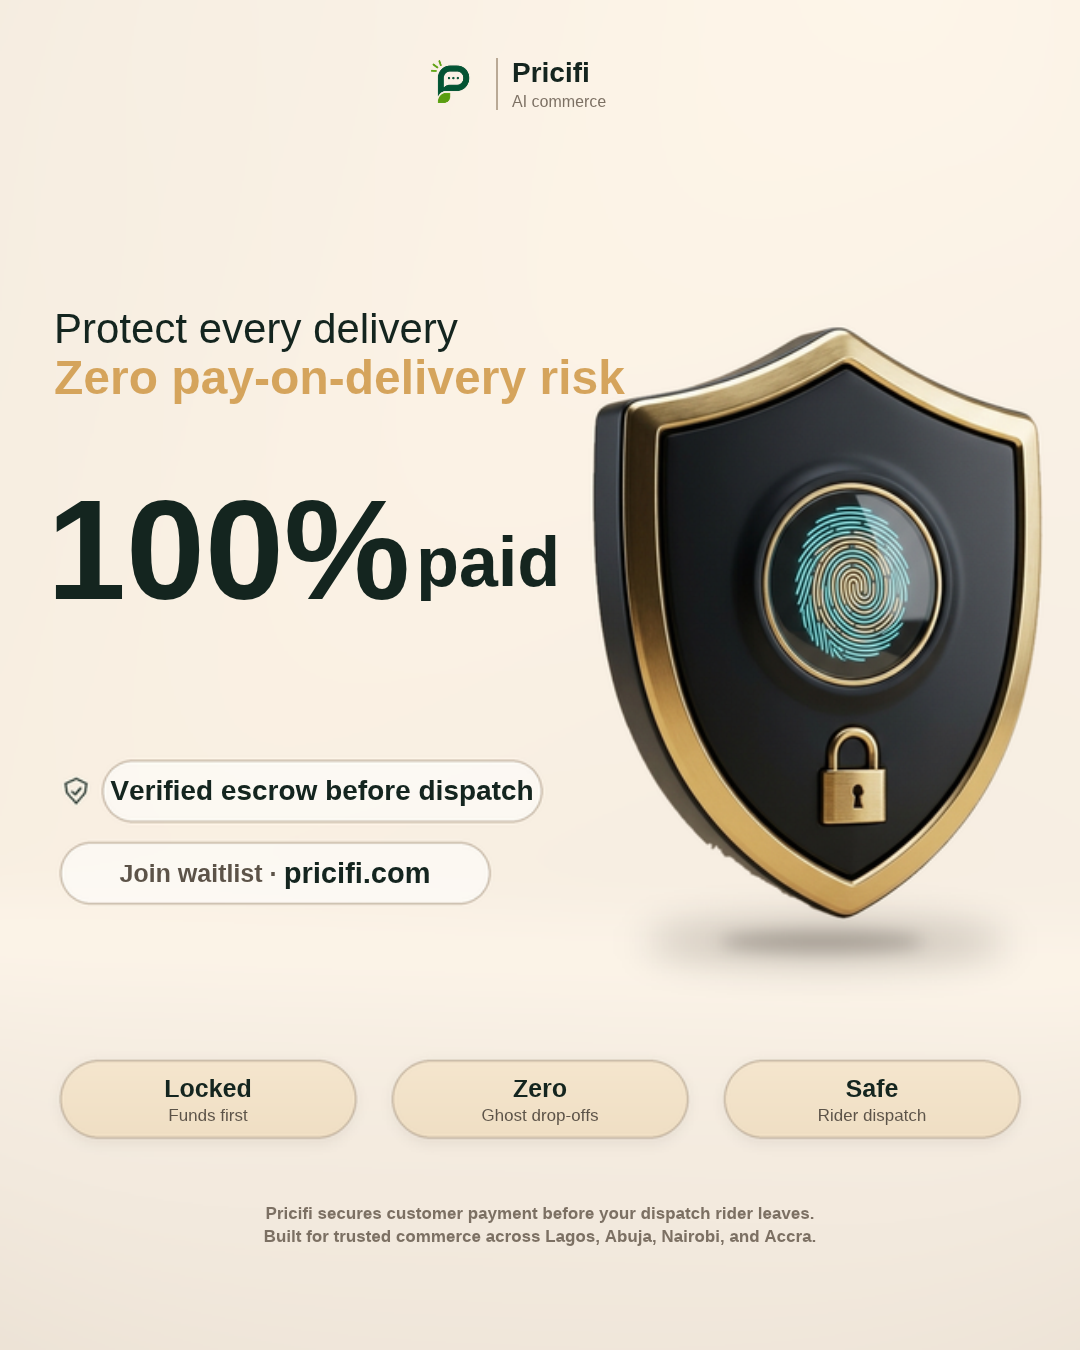 Pricifi
AI commerce
Protect every delivery
Zero pay-on-delivery risk
100% paid
Verified escrow before dispatch
Join waitlist · pricifi.com
Locked
Funds first
Zero
Ghost drop-offs
Safe
Rider dispatch
Pricifi secures customer payment before your dispatch rider leaves.
Built for trusted commerce across Lagos, Abuja, Nairobi, and Accra.